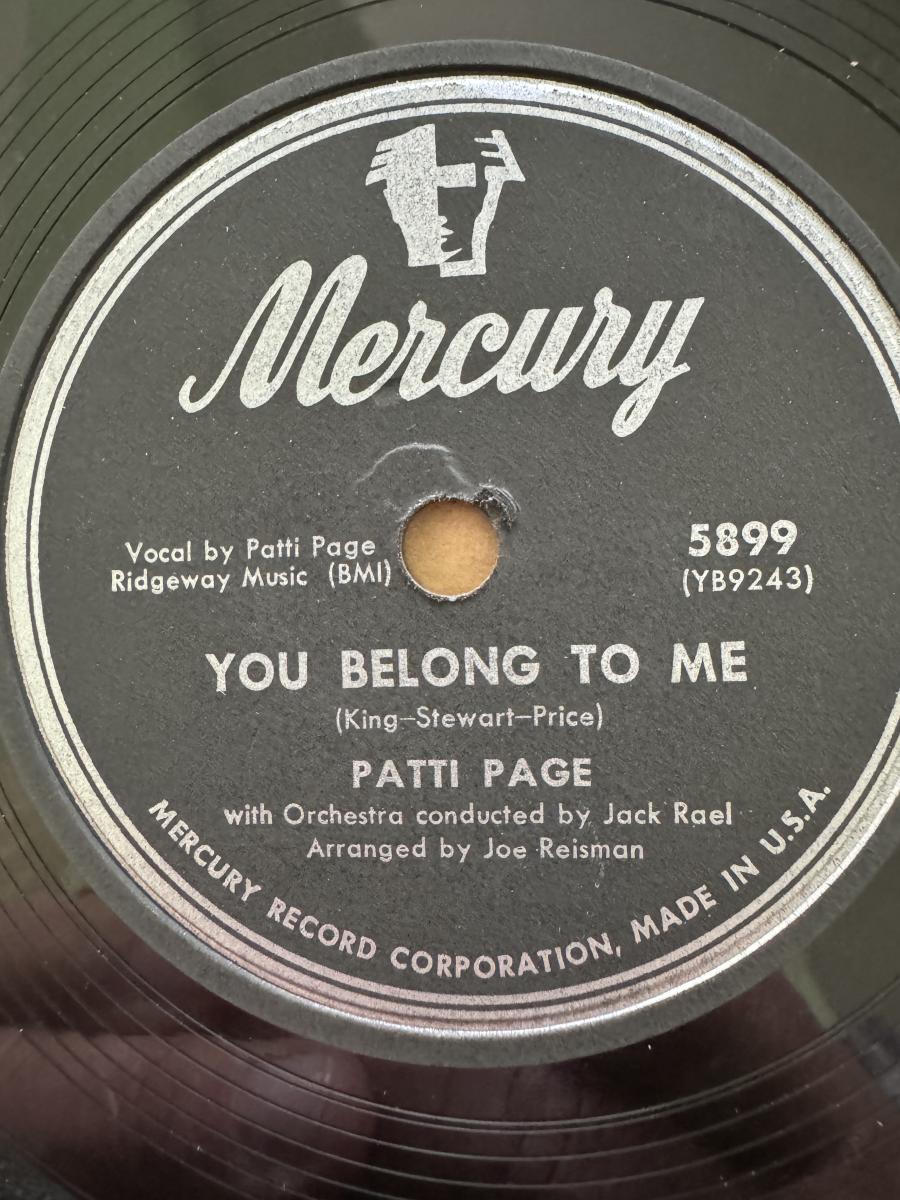 Mercury
Vocal by Patti Page
Ridgeway Music (BMI)
5899
(YB9243)
YOU BELONG TO ME
(King–Stewart–Price)
PATTI PAGE
with Orchestra conducted by Jack Rael
Arranged by Joe Reisman
MERCURY RECORD CORPORATION, MADE IN U.S.A.